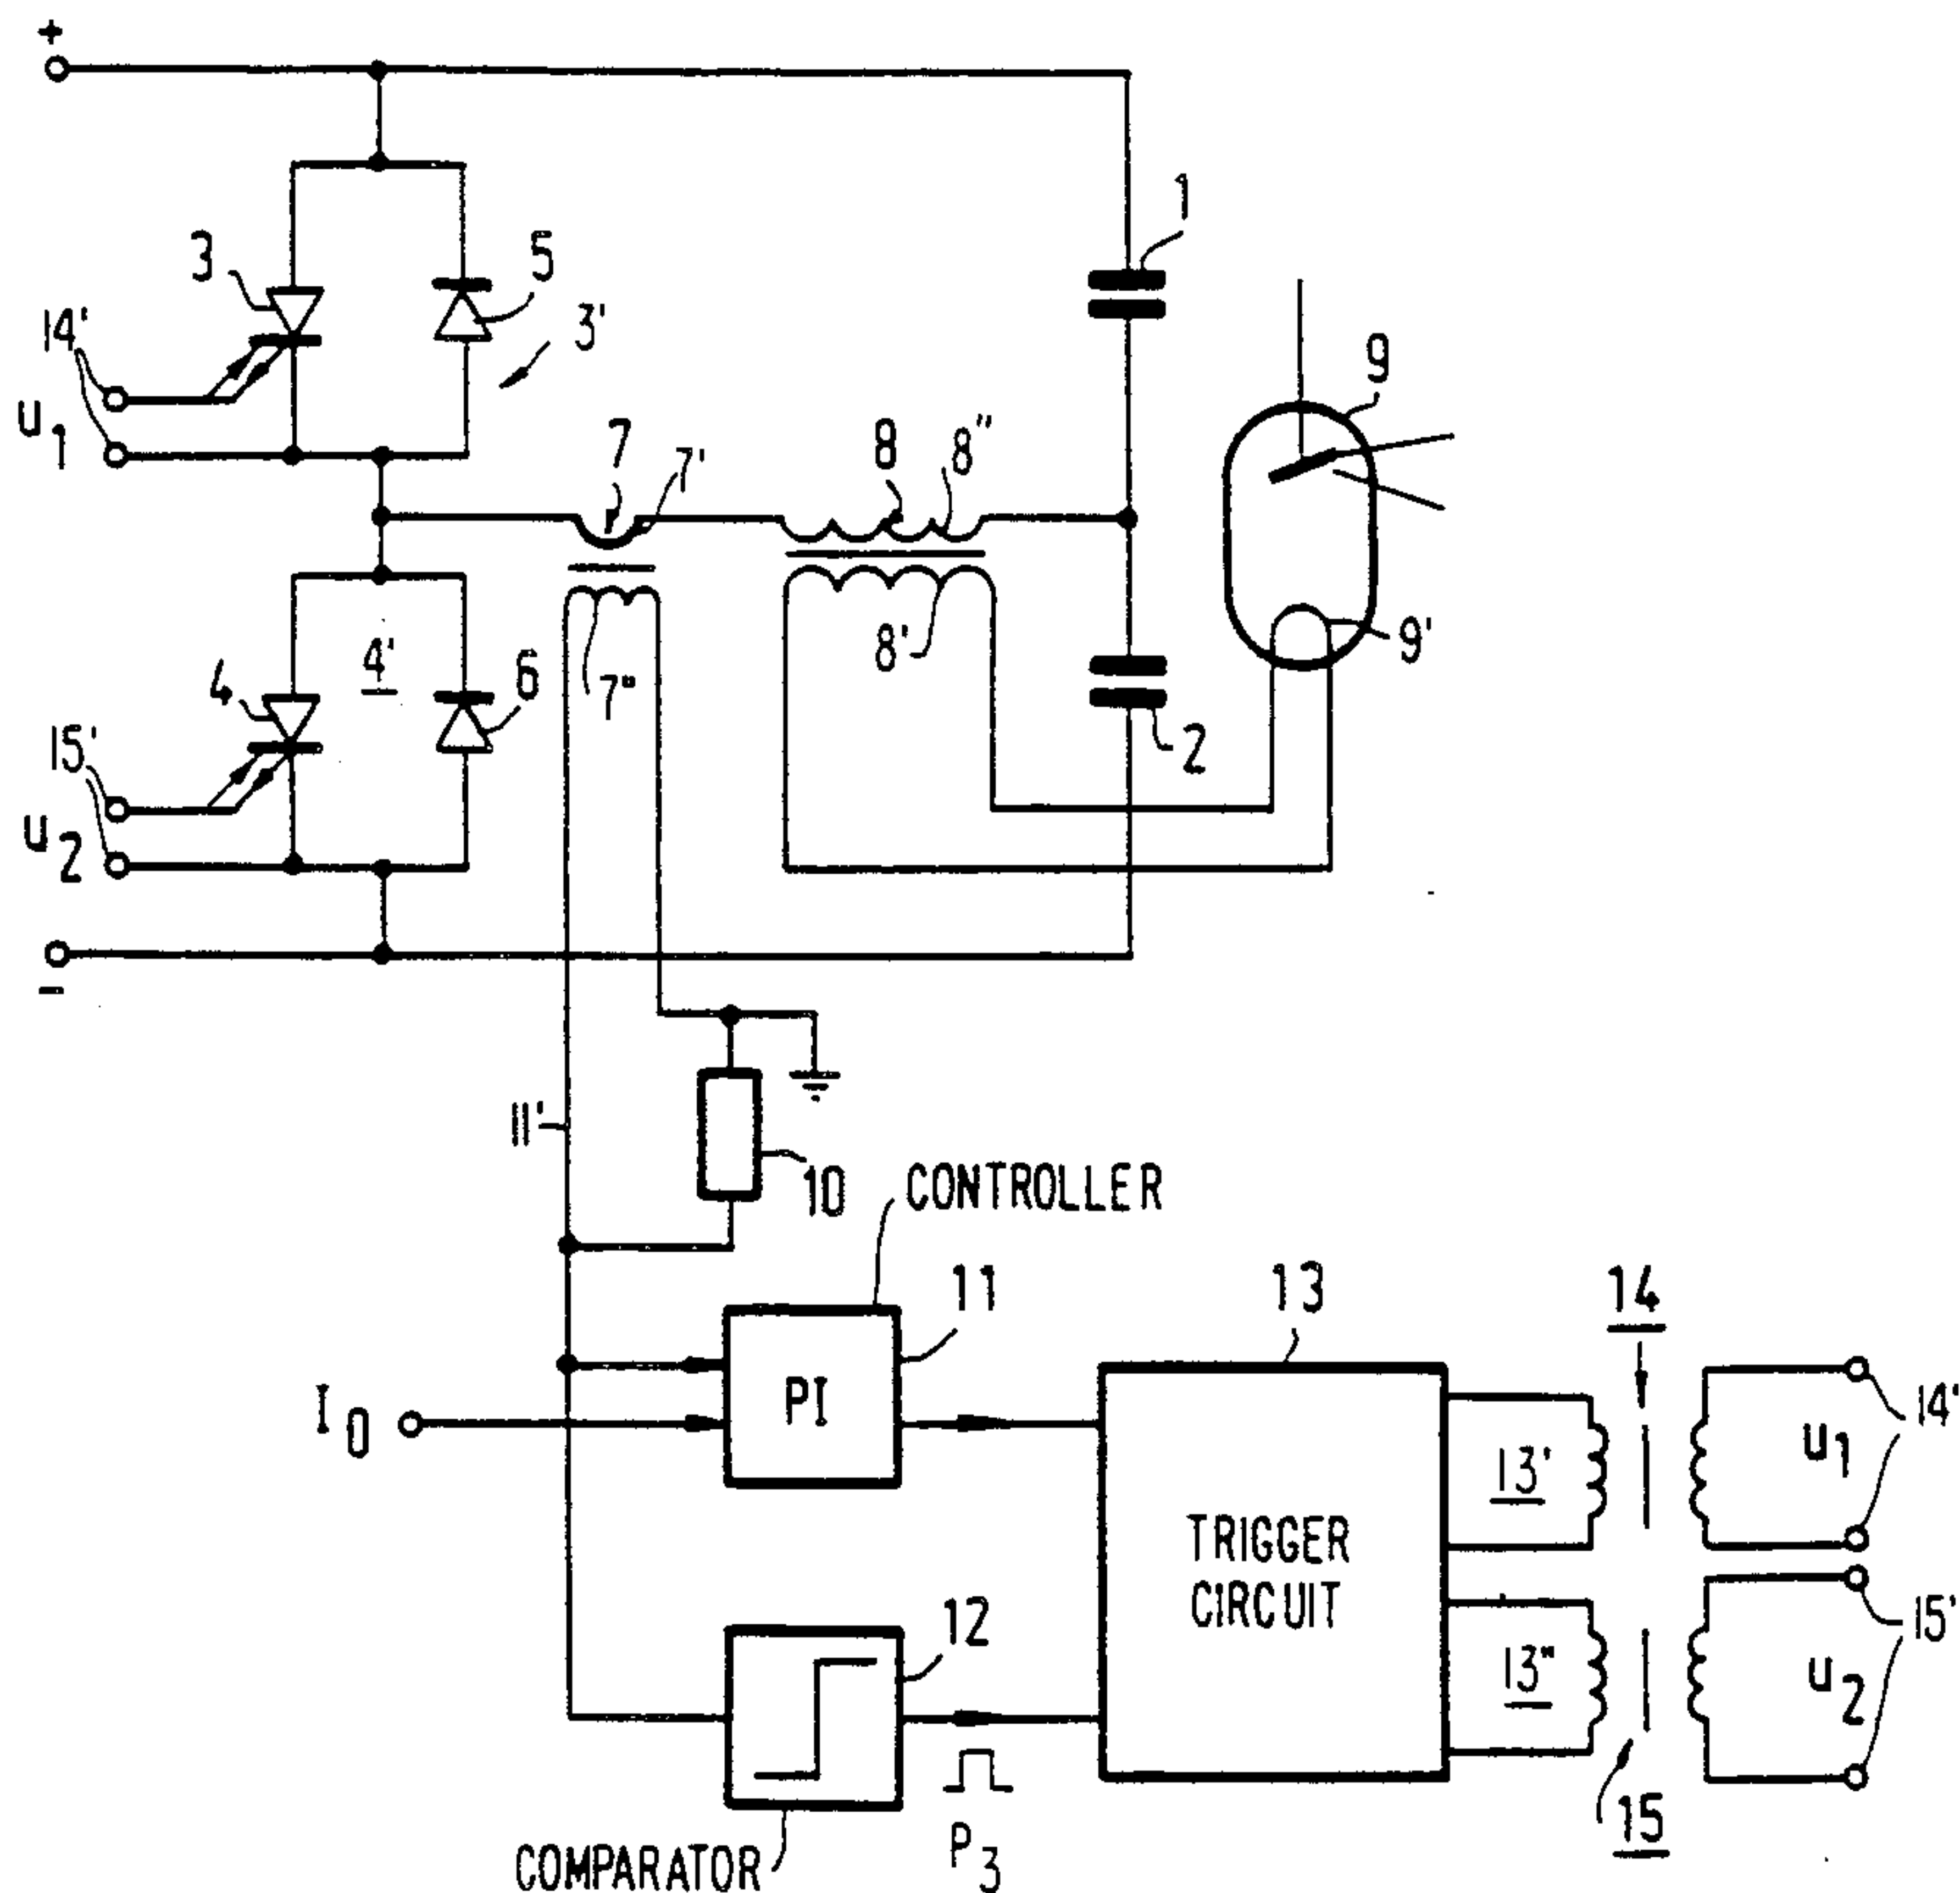 +
1
3
5
3'
14'
u1
9
7
7'
8
8"
4'
8'
9'
4
6
7"
15'
2
u2
-
11'
10
CONTROLLER
11
13
14
I0
PI
13'
u1
14'
TRIGGER
CIRCUIT
12
13"
u2
15'
15
P3
COMPARATOR